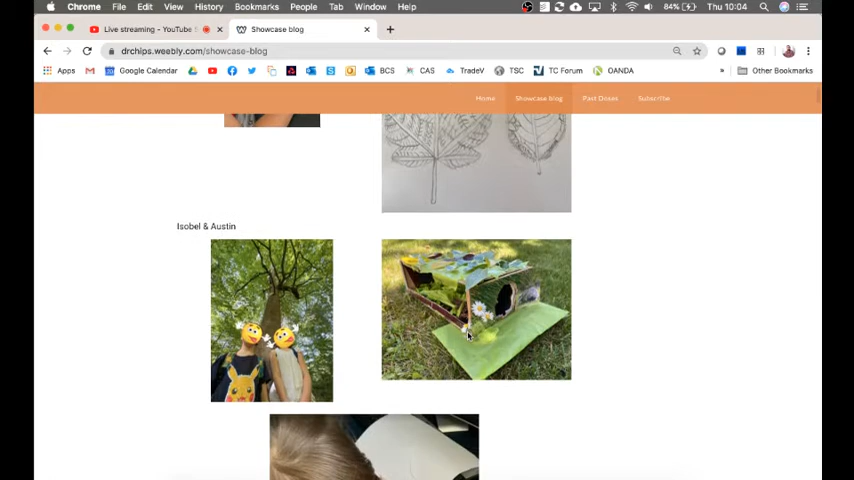 Chrome File Edit View History Bookmarks People Tab Window Help 84% Thu 10:04
Live streaming - YouTube S
Showcase blog
drchips.weebly.com/showcase-blog
Apps Google Calendar BCS CAS TradeV TSC TC Forum OANDA » Other Bookmarks
Home Showcase blog Past Doses Subscribe
Isobel & Austin